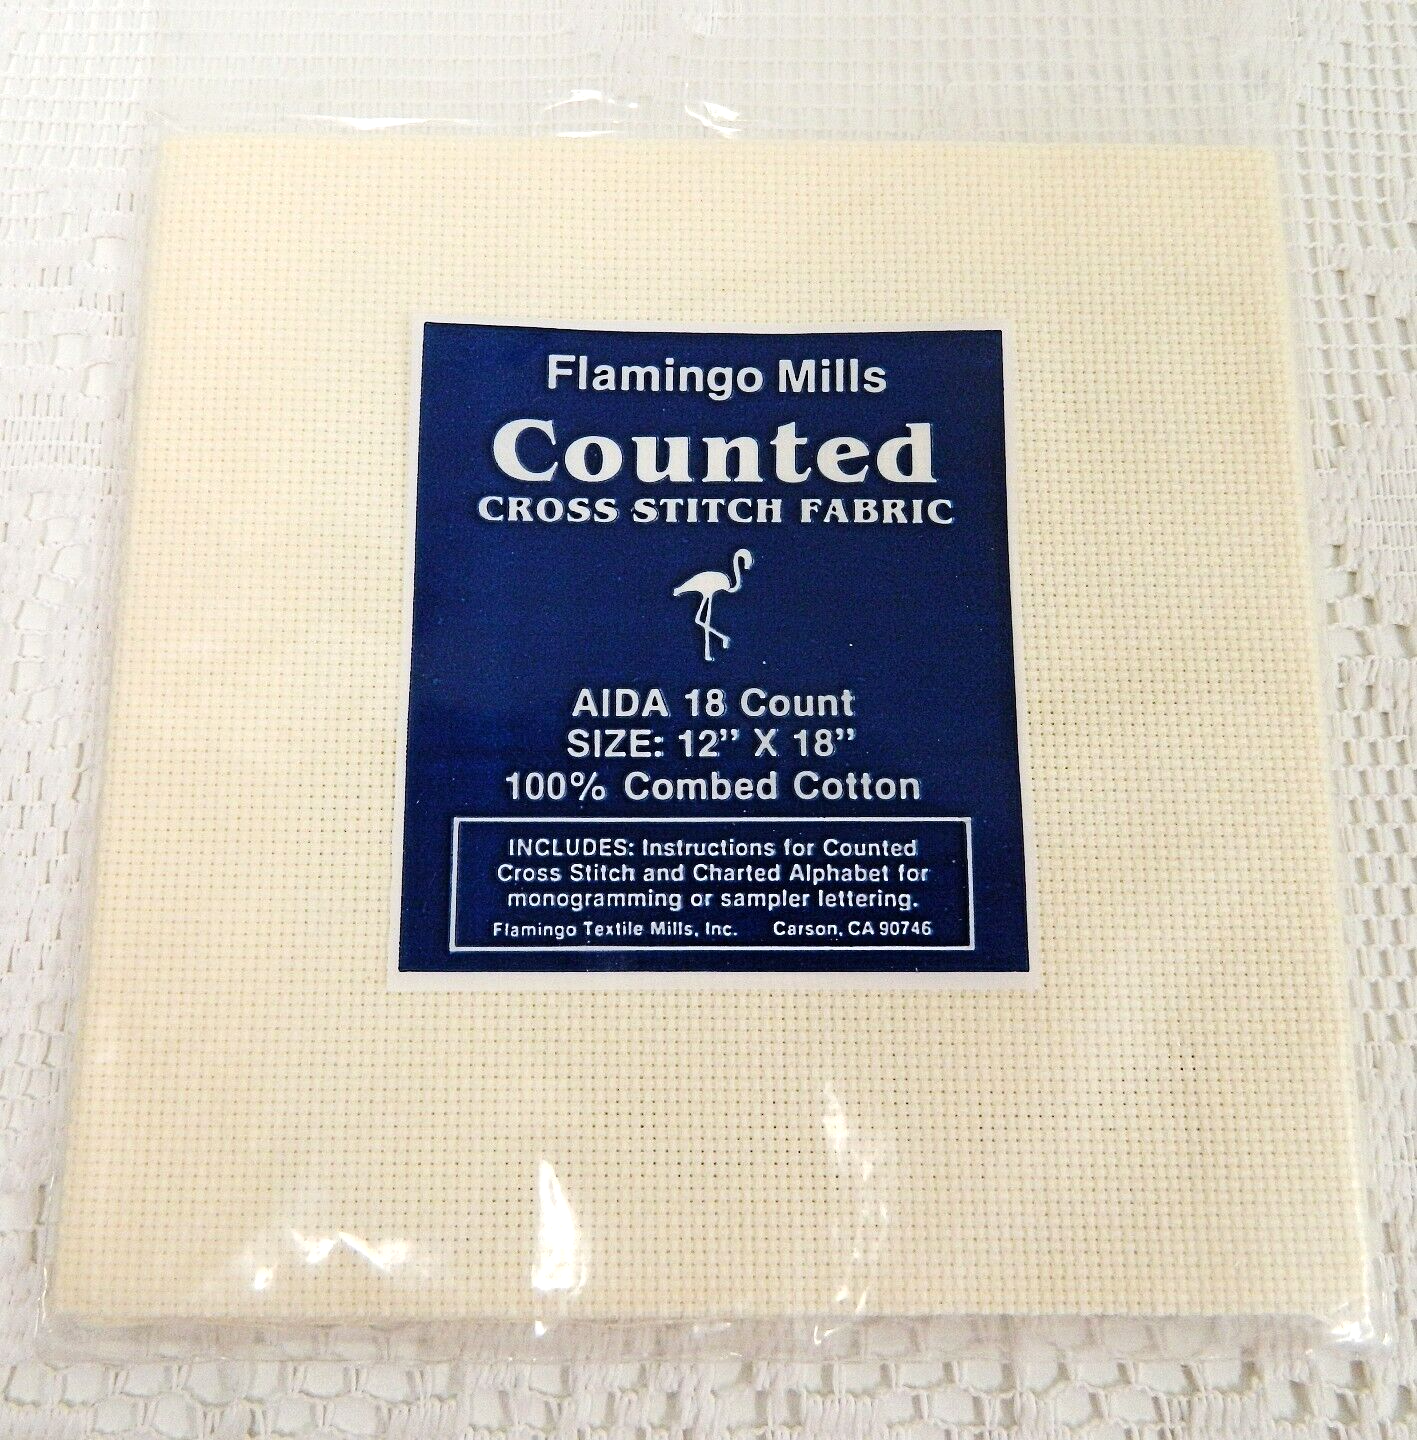 Flamingo Mills
Counted
CROSS STITCH FABRIC
AIDA 18 Count
SIZE: 12” X 18”
100% Combed Cotton
INCLUDES: Instructions for Counted
Cross Stitch and Charted Alphabet for
monogramming or sampler lettering.
Flamingo Textile Mills, Inc. Carson, CA 90746